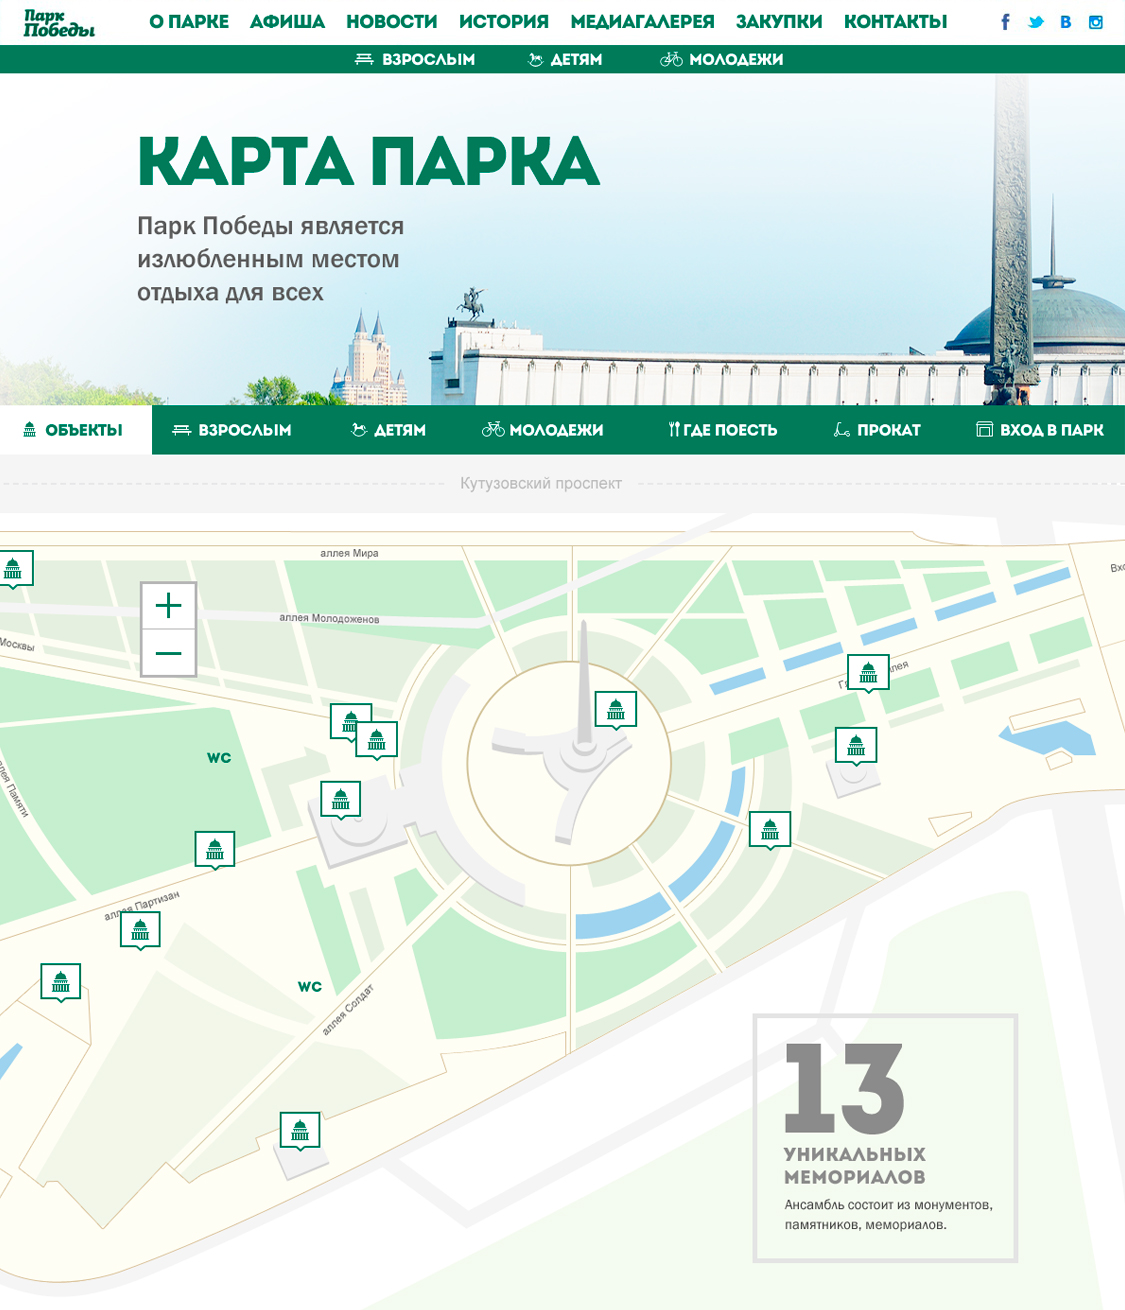 Парк
Победы
О ПАРКЕ АФИША НОВОСТИ ИСТОРИЯ МЕДИАГАЛЕРЕЯ ЗАКУПКИ КОНТАКТЫ
ВЗРОСЛЫМ ДЕТЯМ МОЛОДЕЖИ
КАРТА ПАРКА
Парк Победы является
излюбленным местом
отдыха для всех
ОБЪЕКТЫ ВЗРОСЛЫМ ДЕТЯМ МОЛОДЕЖИ ГДЕ ПОЕСТЬ ПРОКАТ ВХОД В ПАРК
Кутузовский проспект
аллея Мира
аллея Молодоженов
Москвы
WC
аллея Памяти
аллея Партизан
WC
аллея Солдат
13
УНИКАЛЬНЫХ
МЕМОРИАЛОВ
Ансамбль состоит из монументов,
памятников, мемориалов.